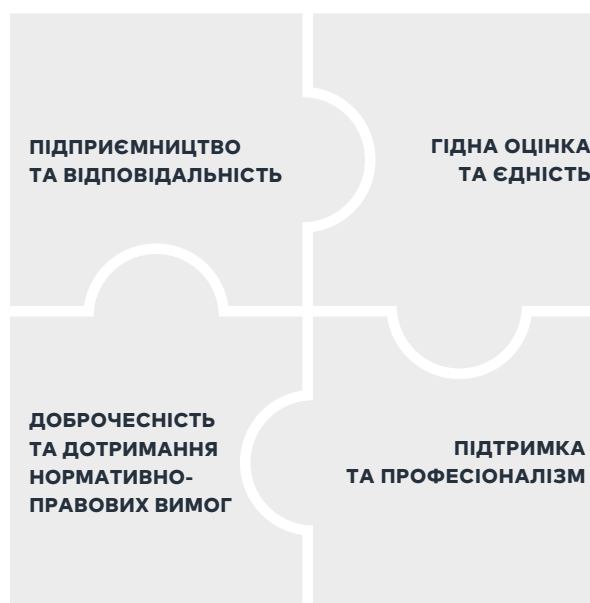 ПІДПРИЄМНИЦТВО
ТА ВІДПОВІДАЛЬНІСТЬ
ГІДНА ОЦІНКА
ТА ЄДНІСТЬ
ДОБРОЧЕСНІСТЬ
ТА ДОТРИМАННЯ
НОРМАТИВНО-
ПРАВОВИХ ВИМОГ
ПІДТРИМКА
ТА ПРОФЕСІОНАЛІЗМ